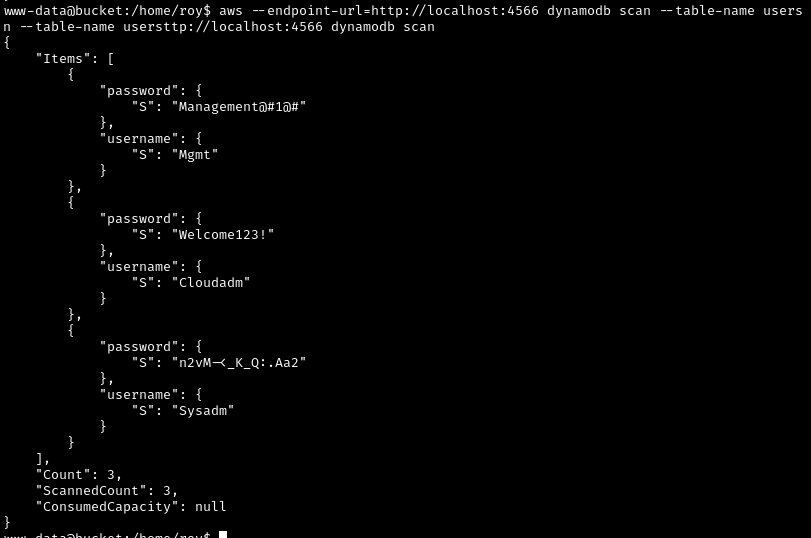 www-data@bucket:/home/roy$ aws --endpoint-url=http://localhost:4566 dynamodb scan --table-name users
n --table-name usersttp://localhost:4566 dynamodb scan
{
    "Items": [
        {
            "password": {
                "S": "Management@#1@#"
            },
            "username": {
                "S": "Mgmt"
            }
        },
        {
            "password": {
                "S": "Welcome123!"
            },
            "username": {
                "S": "Cloudadm"
            }
        },
        {
            "password": {
                "S": "n2vM-<_K_Q:.Aa2"
            },
            "username": {
                "S": "Sysadm"
            }
        }
    ],
    "Count": 3,
    "ScannedCount": 3,
    "ConsumedCapacity": null
}
www-data@bucket:/home/roy$